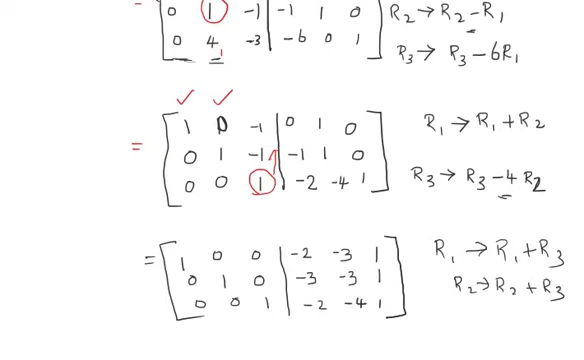 = 0 1 -1 | -1 1 0 R2 → R2 - R1
0 4 -3 | -6 0 1 R3 → R3 - 6R1
✓ ✓
1 0 -1 | 0 1 0 R1 → R1 + R2
= 0 1 -1 | -1 1 0
0 0 1 | -2 -4 1 R3 → R3 - 4 R2
= 1 0 0 | -2 -3 1 R1 → R1 + R3
0 1 0 | -3 -3 1 R2 → R2 + R3
0 0 1 | -2 -4 1